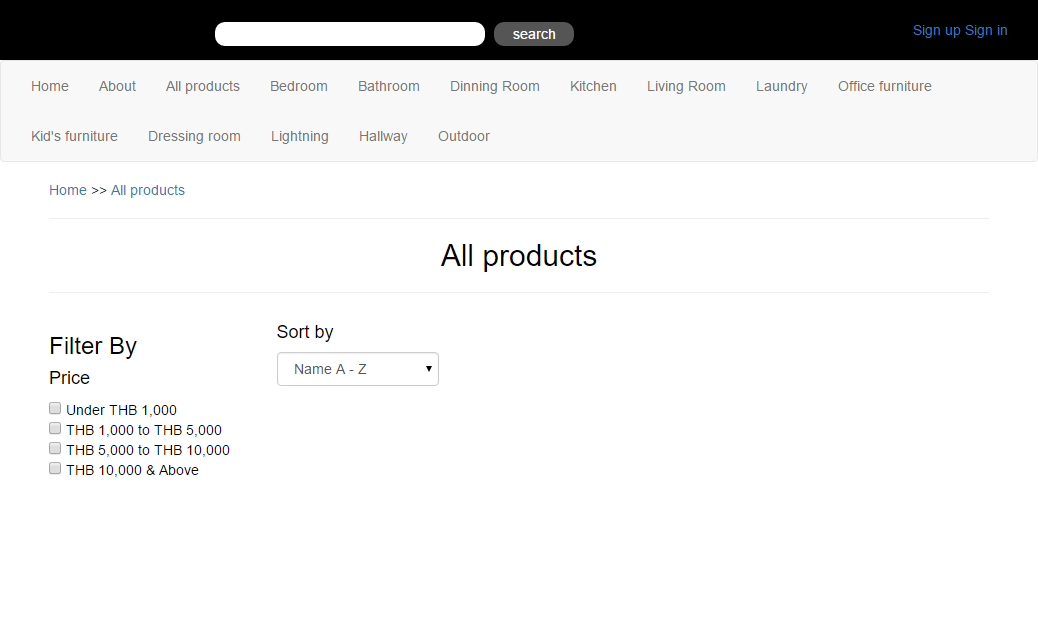 search
Sign up Sign in
Home About All products Bedroom Bathroom Dinning Room Kitchen Living Room Laundry Office furniture
Kid's furniture Dressing room Lightning Hallway Outdoor
Home >> All products
All products
Filter By
Price
Under THB 1,000
THB 1,000 to THB 5,000
THB 5,000 to THB 10,000
THB 10,000 & Above
Sort by
Name A - Z